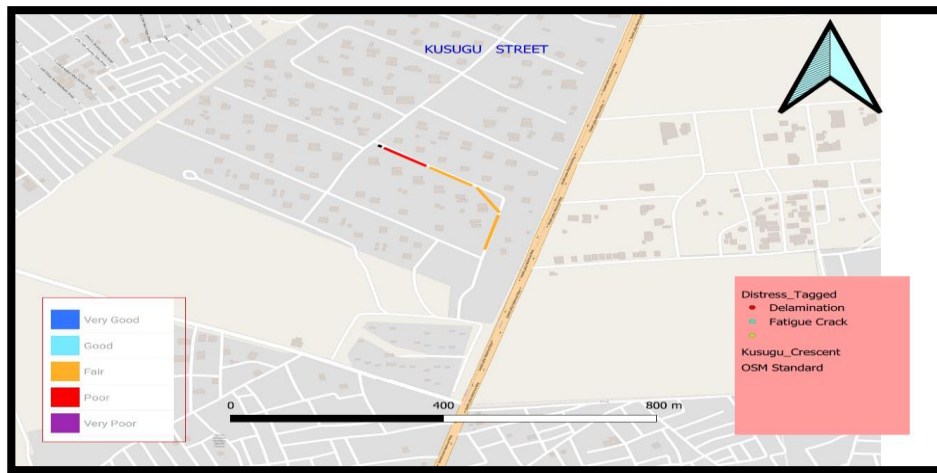 KUSUGU STREET
Very Good
Good
Fair
Poor
Very Poor
0 400 800 m
Distress_Tagged
Delamination
Fatigue Crack
Kusugu_Crescent
OSM Standard